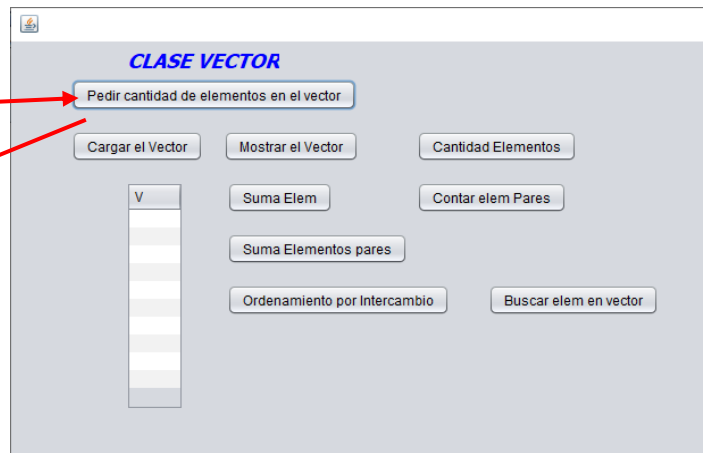 CLASE VECTOR
Pedir cantidad de elementos en el vector
Cargar el Vector
Mostrar el Vector
Cantidad Elementos
V
Suma Elem
Contar elem Pares
Suma Elementos pares
Ordenamiento por Intercambio
Buscar elem en vector